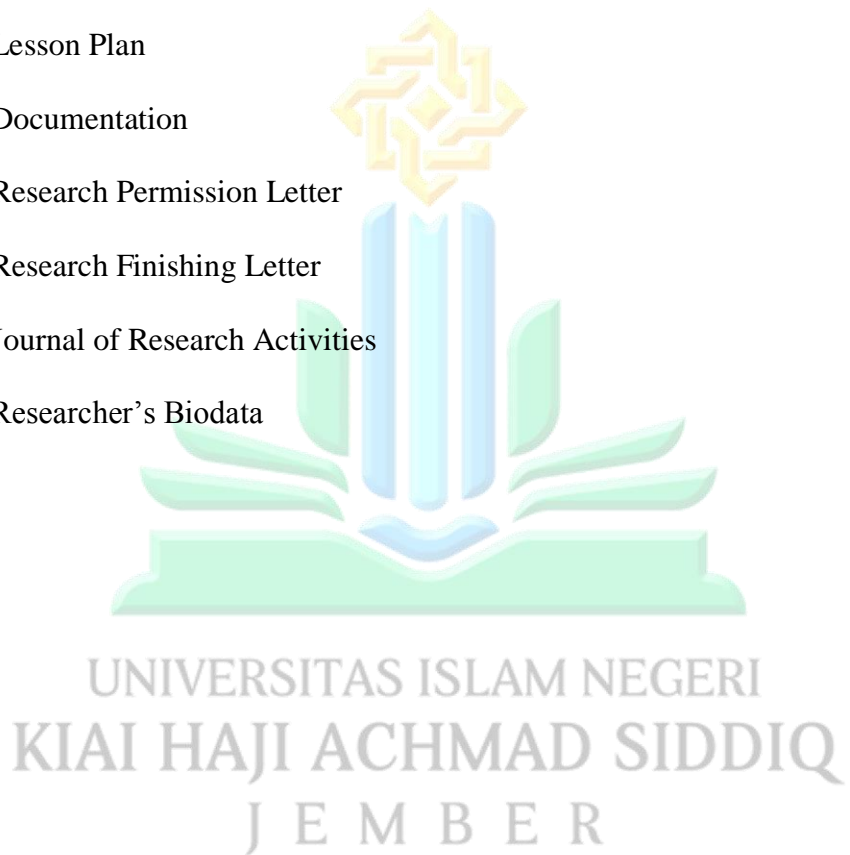 Lesson Plan
Documentation
Research Permission Letter
Research Finishing Letter
Journal of Research Activities
Researcher’s Biodata
UNIVERSITAS ISLAM NEGERI
KIAI HAJI ACHMAD SIDDIQ
JEMBER